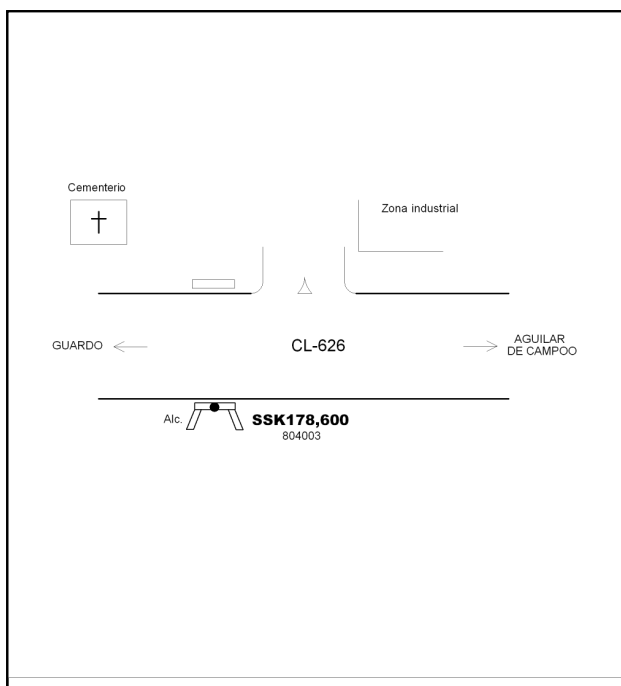 Cementerio
Zona industrial
GUARDO
CL-626
AGUILAR
DE CAMPOO
Alc.
SSK178,600
804003